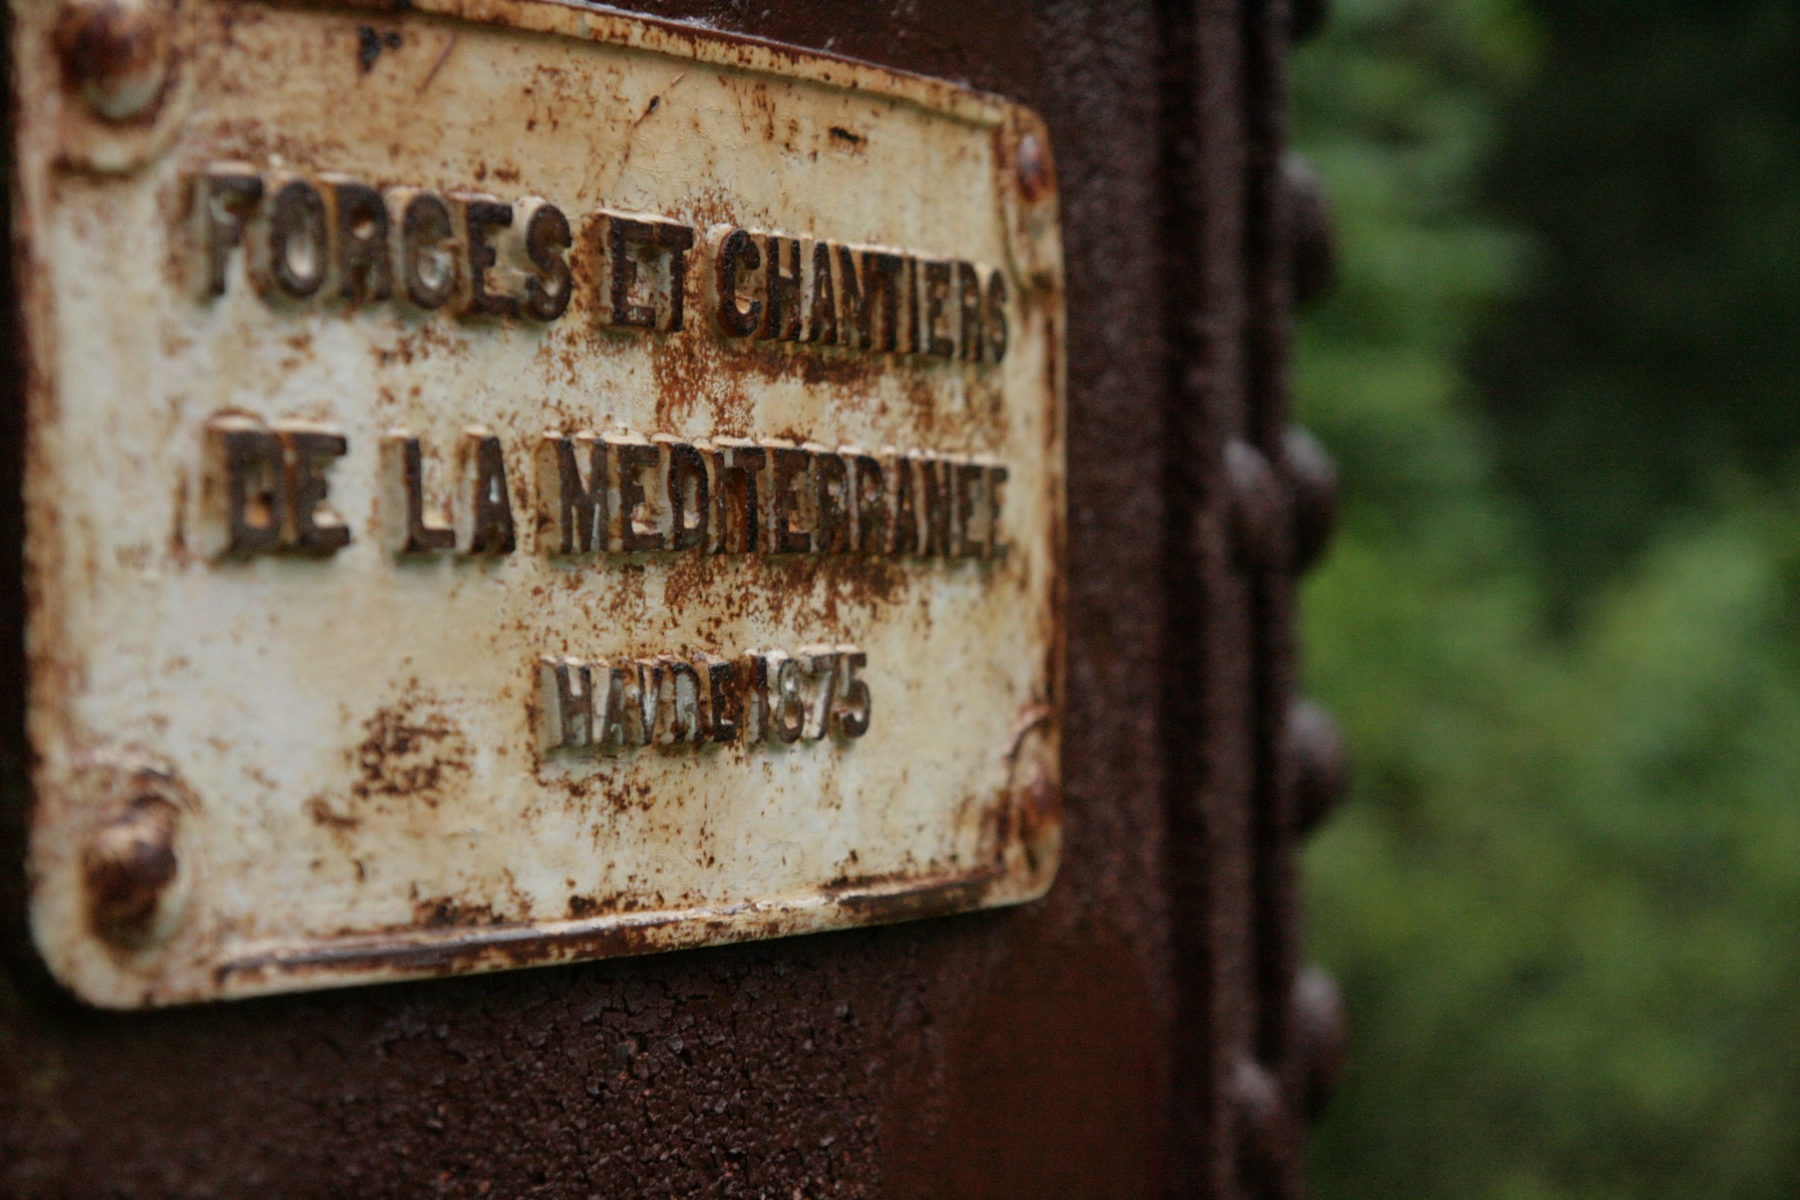 FORGES ET CHANTIERS
DE LA MEDITERRANEE
HAVRE 1875